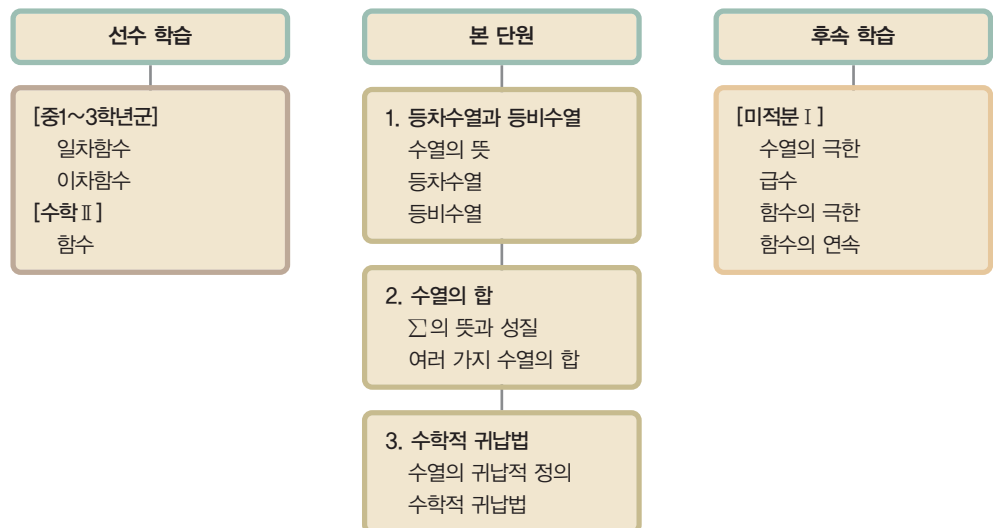 선수 학습
[중1~3학년군]
일차함수
이차함수
[수학Ⅱ]
함수
본 단원
1. 등차수열과 등비수열
수열의 뜻
등차수열
등비수열
2. 수열의 합
∑의 뜻과 성질
여러 가지 수열의 합
3. 수학적 귀납법
수열의 귀납적 정의
수학적 귀납법
후속 학습
[미적분Ⅰ]
수열의 극한
급수
함수의 극한
함수의 연속